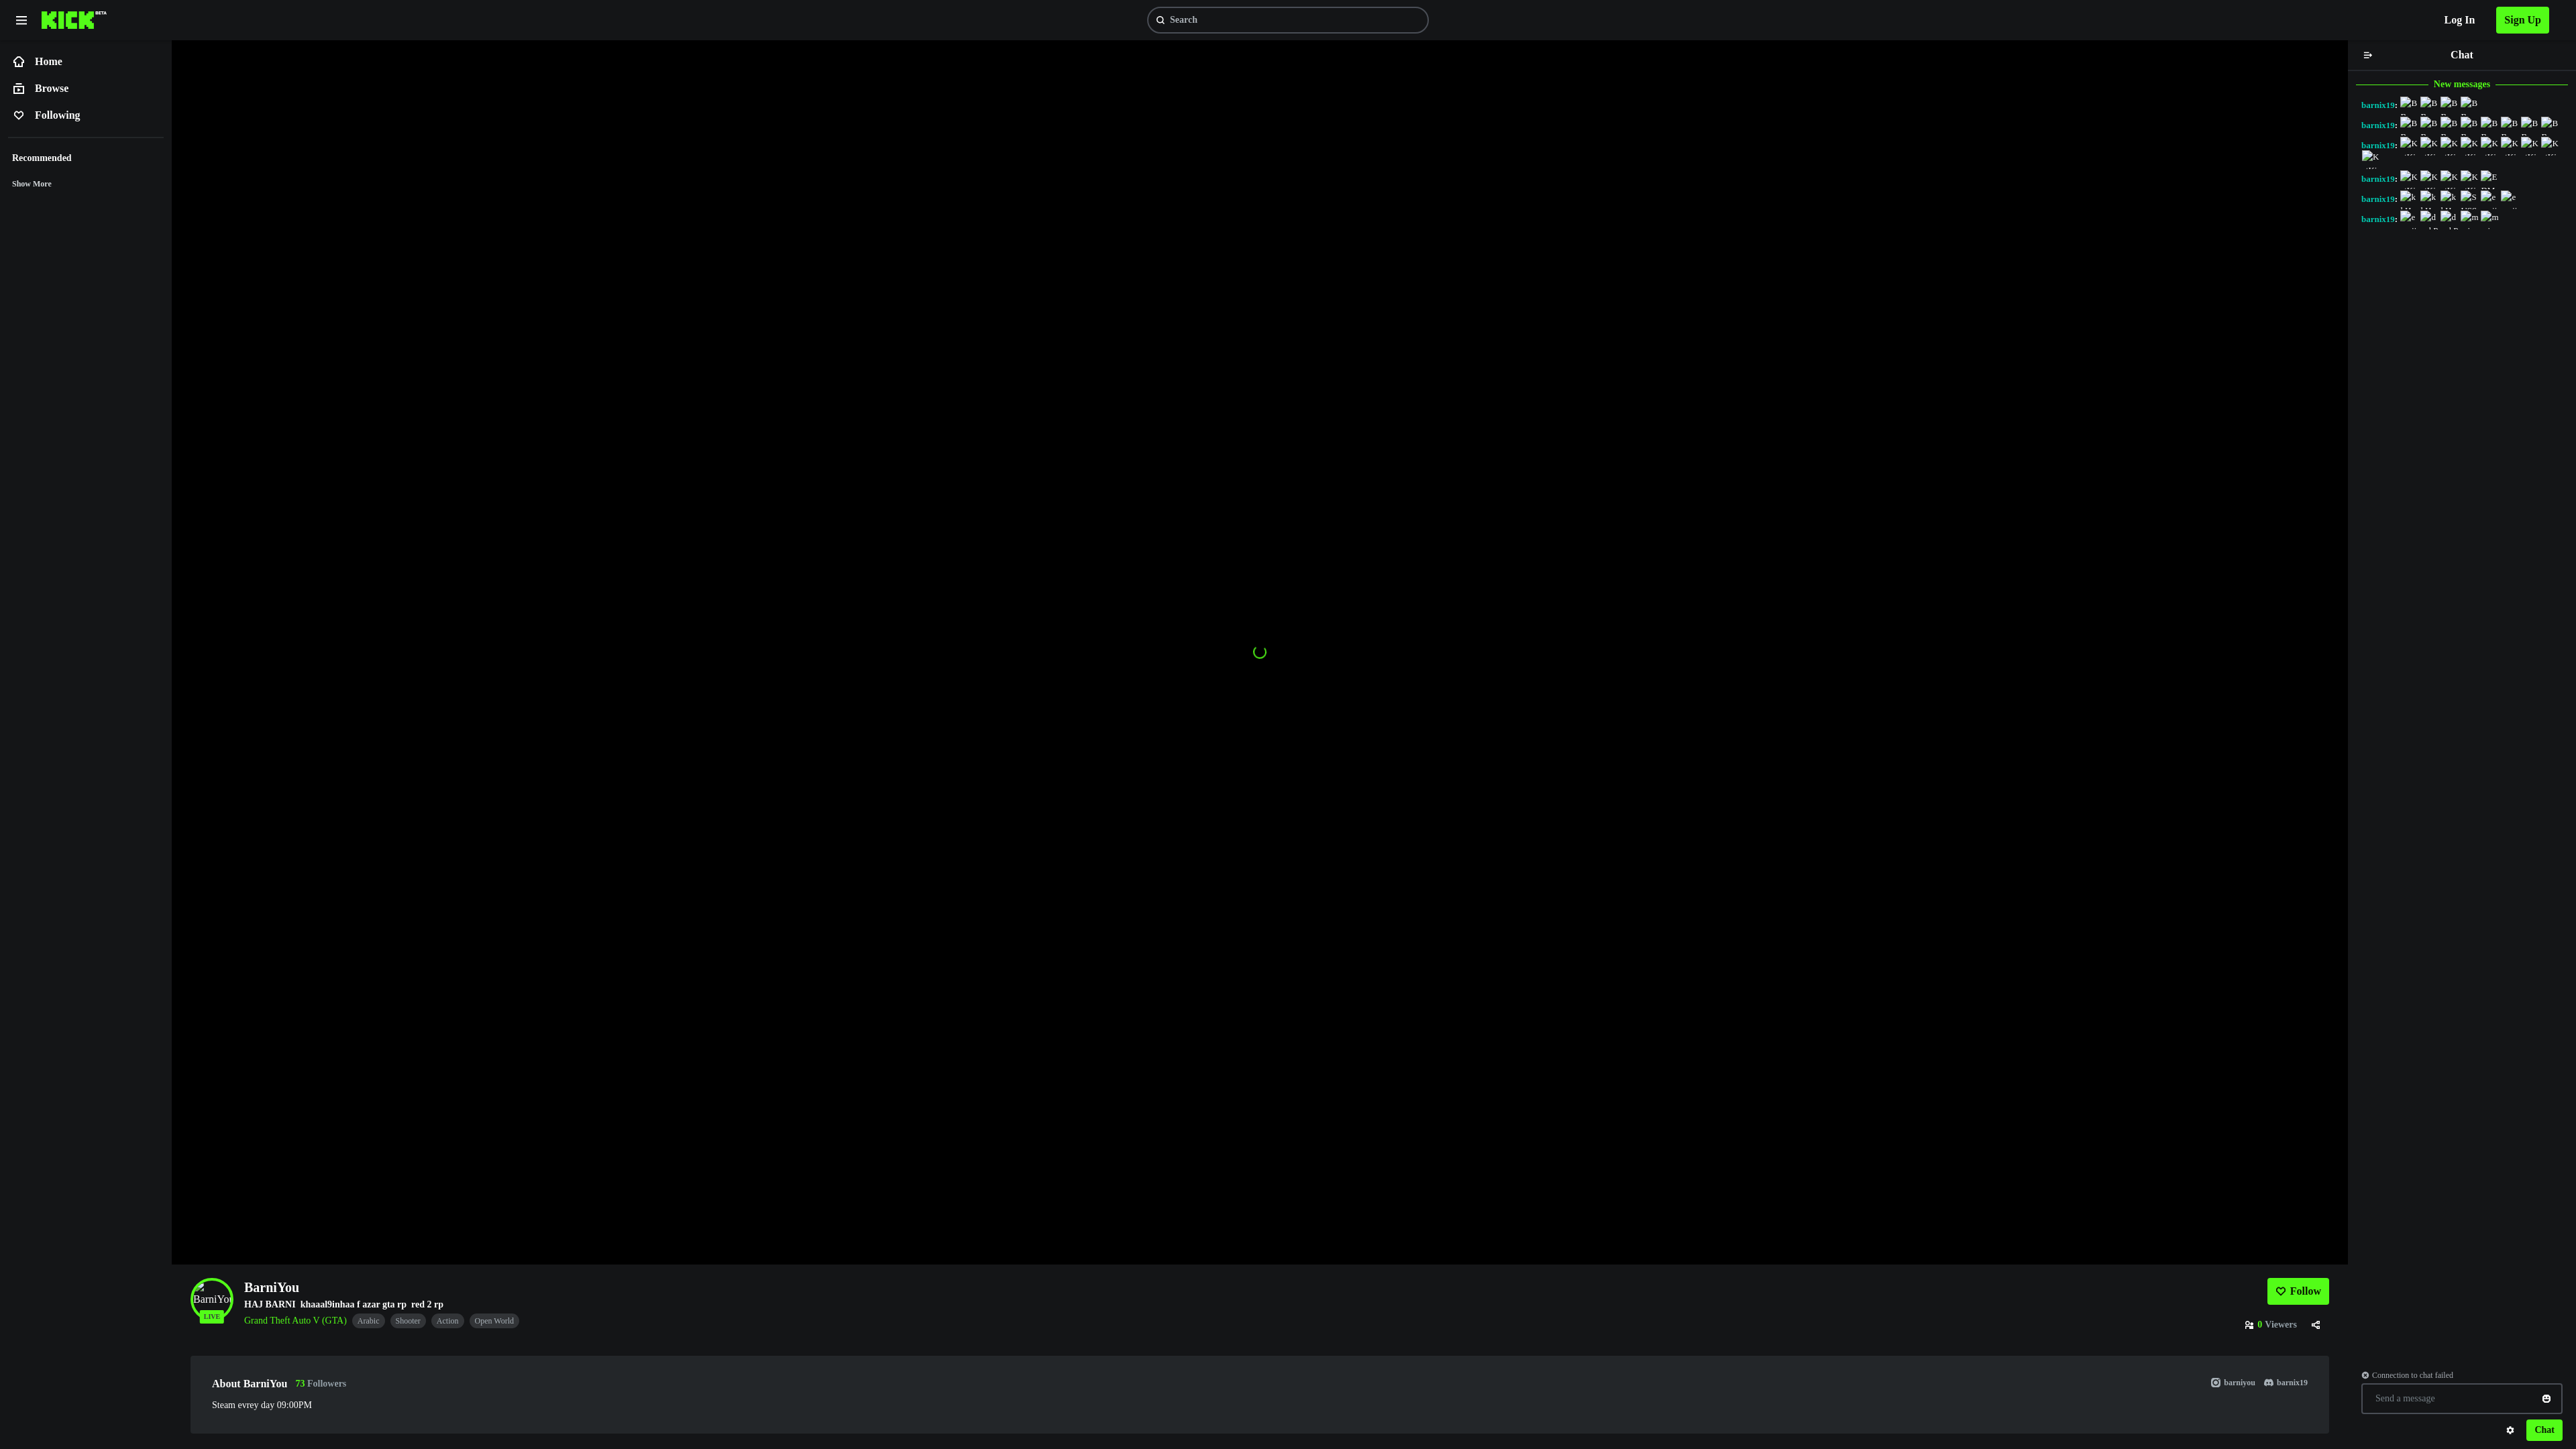 KICK BETA
Search
Log In
Sign Up
Home
Browse
Following
Recommended
Show More
Chat
New messages
barnix19: B B B B
barnix19: B B B B B B B B
barnix19: K K K K K K K K
K
barnix19: K K K K E
barnix19: k k k S e e
barnix19: e d d m m
BarniYou
LIVE
BarniYou
HAJ BARNI khaaal9inhaa f azar gta rp red 2 rp
Grand Theft Auto V (GTA) Arabic Shooter Action Open World
Follow
0 Viewers
About BarniYou 73 Followers
barniyou barnix19
Steam evrey day 09:00PM
Connection to chat failed
Send a message
Chat